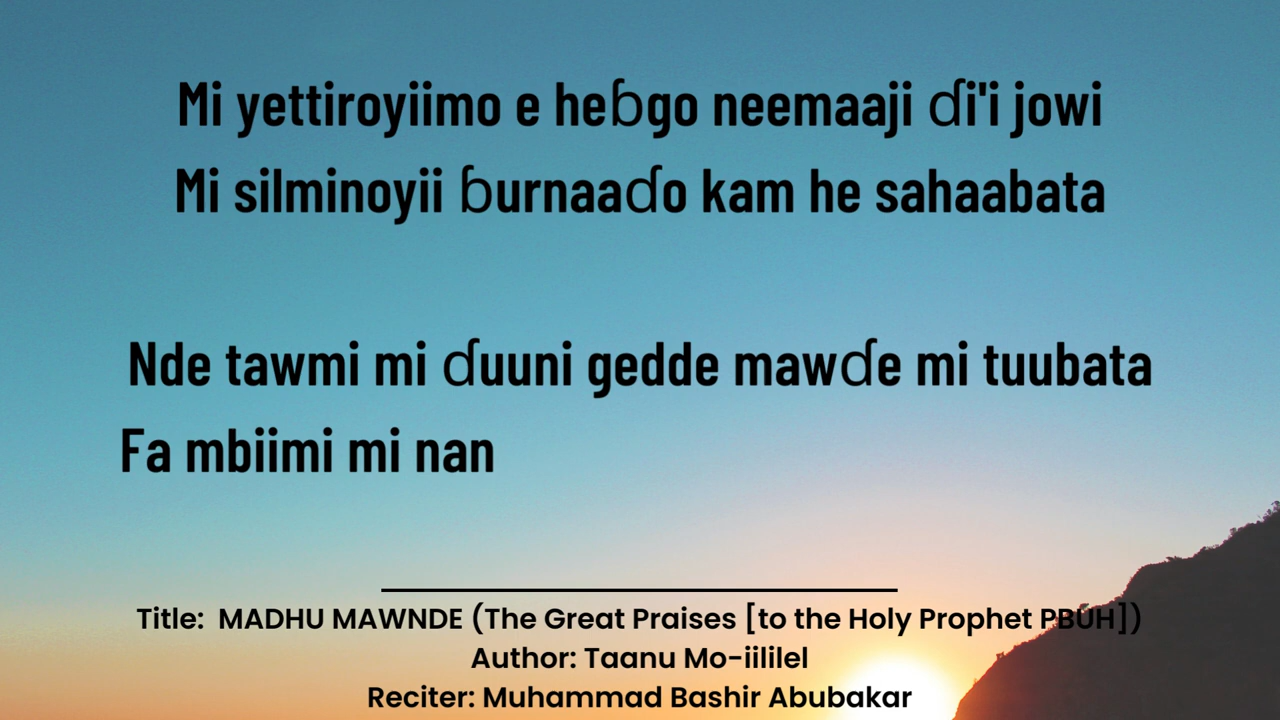 Mi yettiroyiimo e heɓgo neemaaji ɗi'i jowi
Mi silminoyii ɓurnaaɗo kam he sahaabata
Nde tawmi mi ɗuuni gedde mawɗe mi tuubata
Fa mbiimi mi nan
Title: MADHU MAWNDE (The Great Praises [to the Holy Prophet PBUH])
Author: Taanu Mo-iililel
Reciter: Muhammad Bashir Abubakar